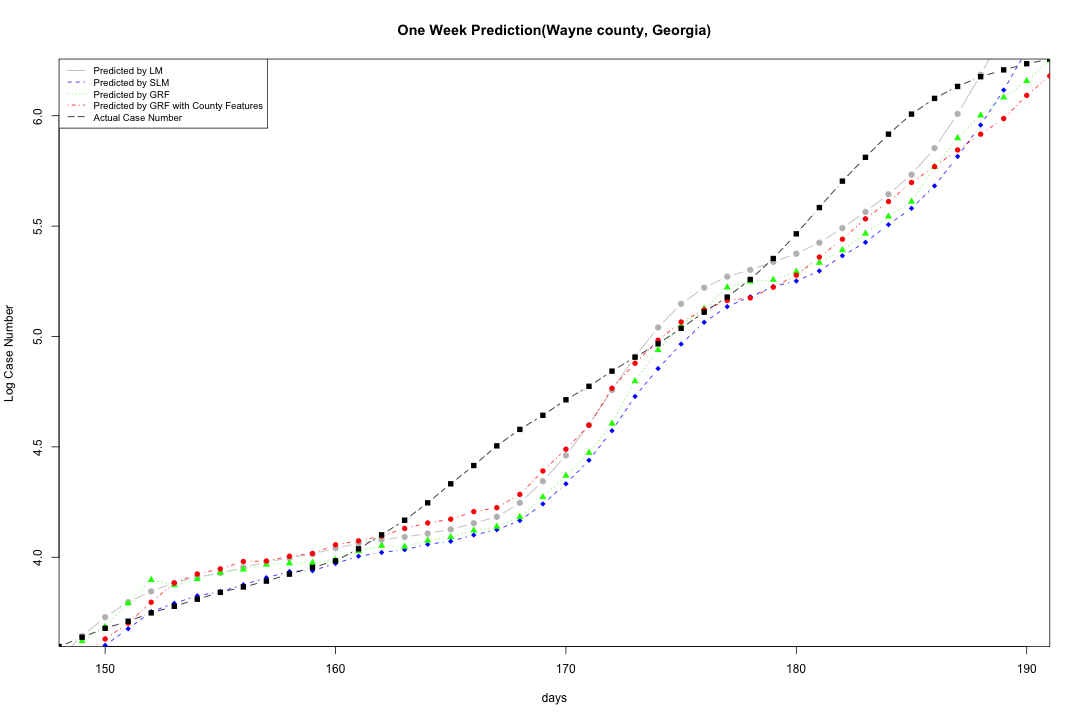 One Week Prediction(Wayne county, Georgia)
Predicted by LM
Predicted by SLM
Predicted by GRF
Predicted by GRF with County Features
Actual Case Number
6.0
5.5
5.0
4.5
4.0
Log Case Number
150 160 170 180 190
days